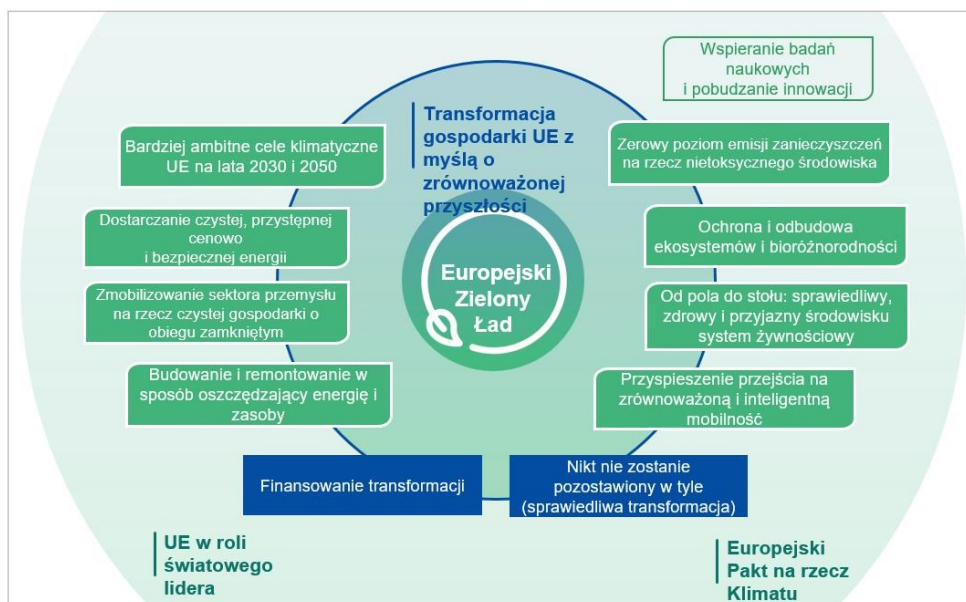 Wspieranie badań
naukowych
i pobudzanie innowacji
Transformacja
gospodarki UE z
myślą o
zrównoważonej
przyszłości
Bardziej ambitne cele klimatyczne
UE na lata 2030 i 2050
Zerowy poziom emisji zanieczyszczeń
na rzecz nietoksycznego środowiska
Dostarczanie czystej, przystępnej
cenowo
i bezpiecznej energii
Ochrona i odbudowa
ekosystemów i bioróżnorodności
Europejski
Zielony
Ład
Zmobilizowanie sektora przemysłu
na rzecz czystej gospodarki o
obiegu zamkniętym
Od pola do stołu: sprawiedliwy,
zdrowy i przyjazny środowisku
system żywnościowy
Budowanie i remontowanie w
sposób oszczędzający energię i
zasoby
Przyspieszenie przejścia na
zrównoważoną i inteligentną
mobilność
Finansowanie transformacji
Nikt nie zostanie
pozostawiony w tyle
(sprawiedliwa transformacja)
UE w roli
światowego
lidera
Europejski
Pakt na rzecz
Klimatu